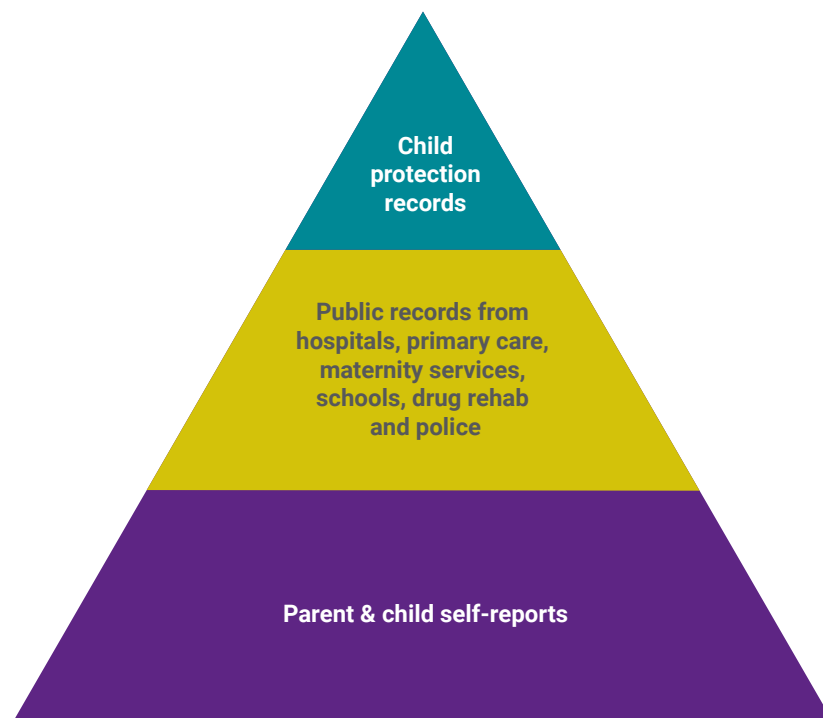 Child
protection
records
Public records from
hospitals, primary care,
maternity services,
schools, drug rehab
and police
Parent & child self-reports